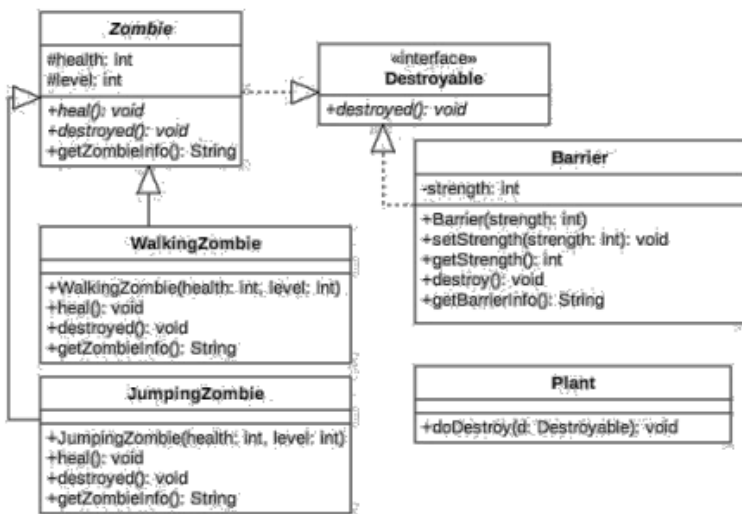 Zombie
#health: int
#level: int
+heal(): void
+destroyed(): void
+getZombieInfo(): String
«interface»
Destroyable
+destroyed(): void
Barrier
-strength: int
+Barrier(strength: int)
+setStrength(strength: int): void
+getStrength(): int
+destroy(): void
+getBarrierInfo(): String
WalkingZombie
+WalkingZombie(health: int, level: int)
+heal(): void
+destroyed(): void
+getZombieInfo(): String
JumpingZombie
+JumpingZombie(health: int, level: int)
+heal(): void
+destroyed(): void
+getZombieInfo(): String
Plant
+doDestroy(d: Destroyable): void